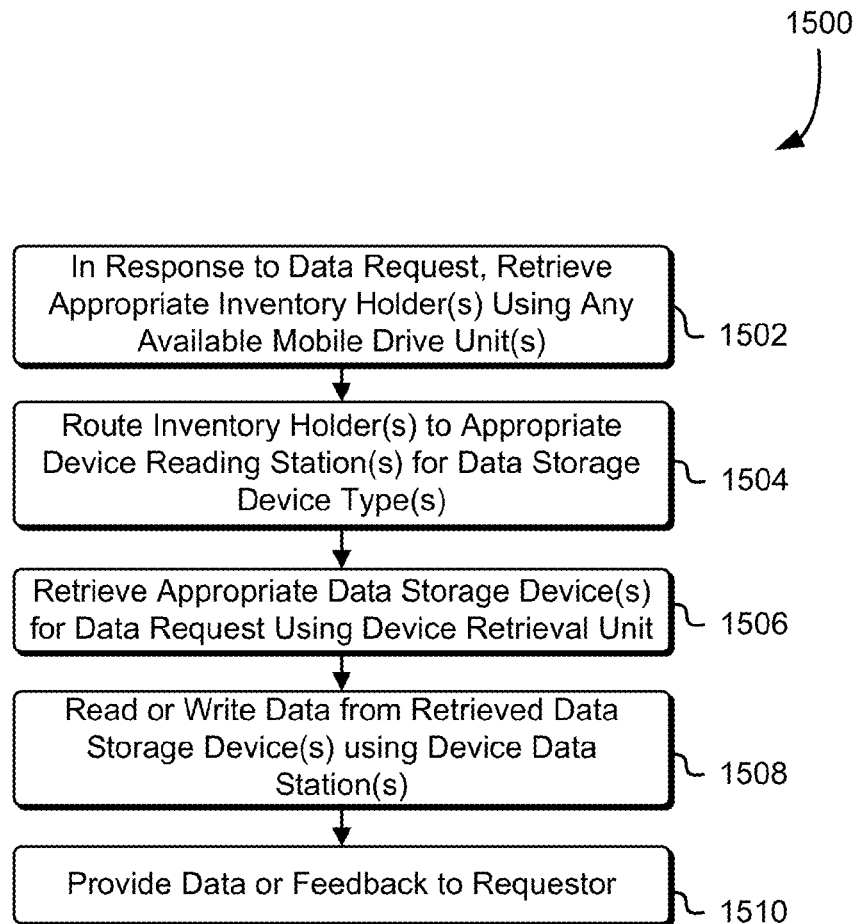 1500
In Response to Data Request, Retrieve
Appropriate Inventory Holder(s) Using Any
Available Mobile Drive Unit(s)
1502
Route Inventory Holder(s) to Appropriate
Device Reading Station(s) for Data Storage
Device Type(s)
1504
Retrieve Appropriate Data Storage Device(s)
for Data Request Using Device Retrieval Unit
1506
Read or Write Data from Retrieved Data
Storage Device(s) using Device Data
Station(s)
1508
Provide Data or Feedback to Requestor
1510